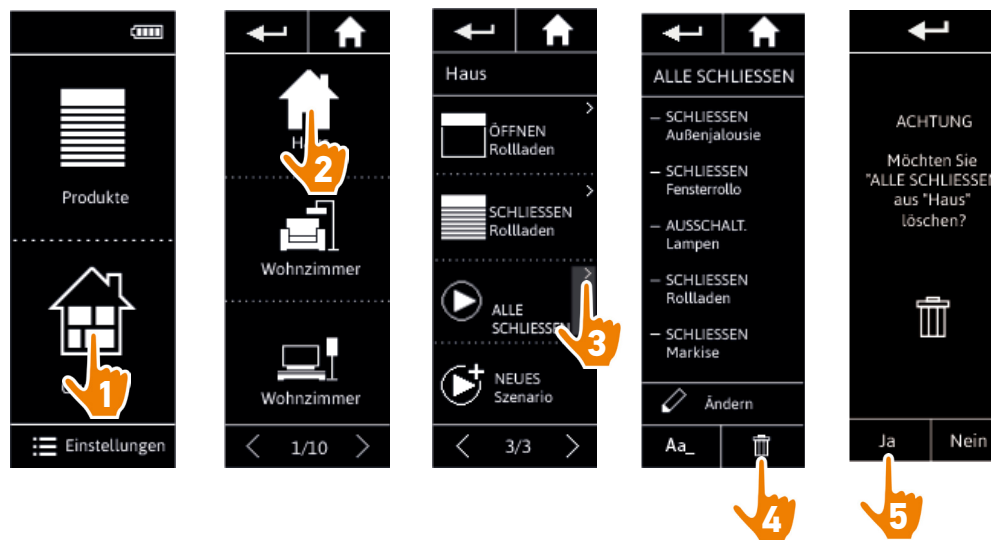 Produkte
1
Einstellungen
2
Wohnzimmer
Wohnzimmer
1/10
Haus
ÖFFNEN
Rollladen
SCHLIESSEN
Rollladen
ALLE
SCHLIESSEN
3
NEUES
Szenario
3/3
ALLE SCHLIESSEN
– SCHLIESSEN
Außenjalousie
– SCHLIESSEN
Fensterrollo
– AUSSCHALT.
Lampen
– SCHLIESSEN
Rollladen
– SCHLIESSEN
Markise
Ändern
Aa_
4
ACHTUNG
Möchten Sie
"ALLE SCHLIESSEN
aus "Haus"
löschen?
Ja
Nein
5